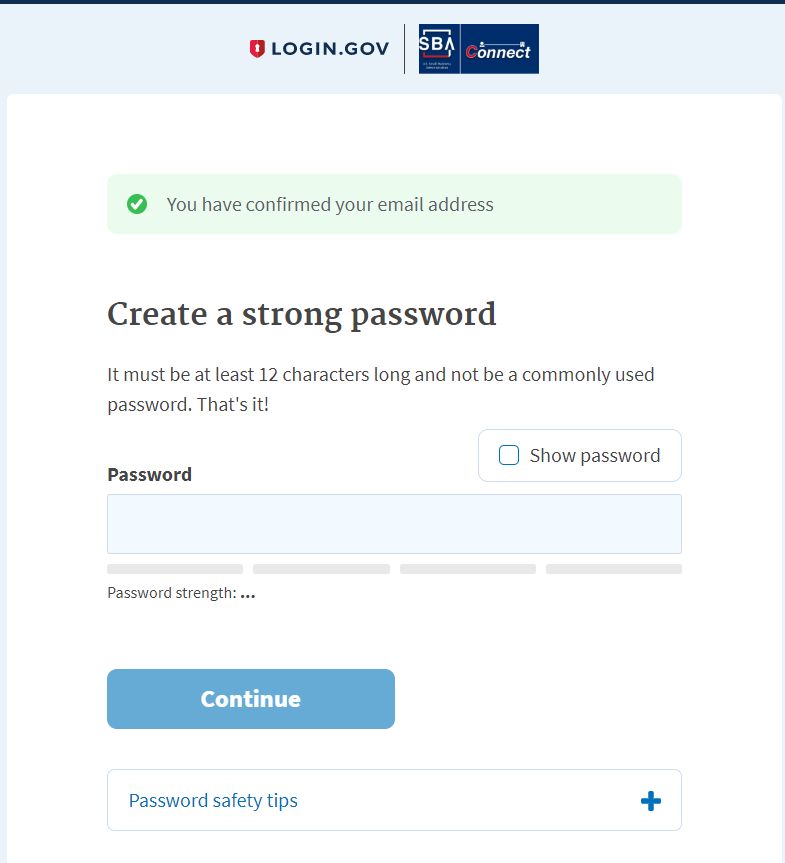 LOGIN.GOV
SBA
Connect
You have confirmed your email address
Create a strong password
It must be at least 12 characters long and not be a commonly used
password. That's it!
Show password
Password
Password strength: ...
Continue
Password safety tips